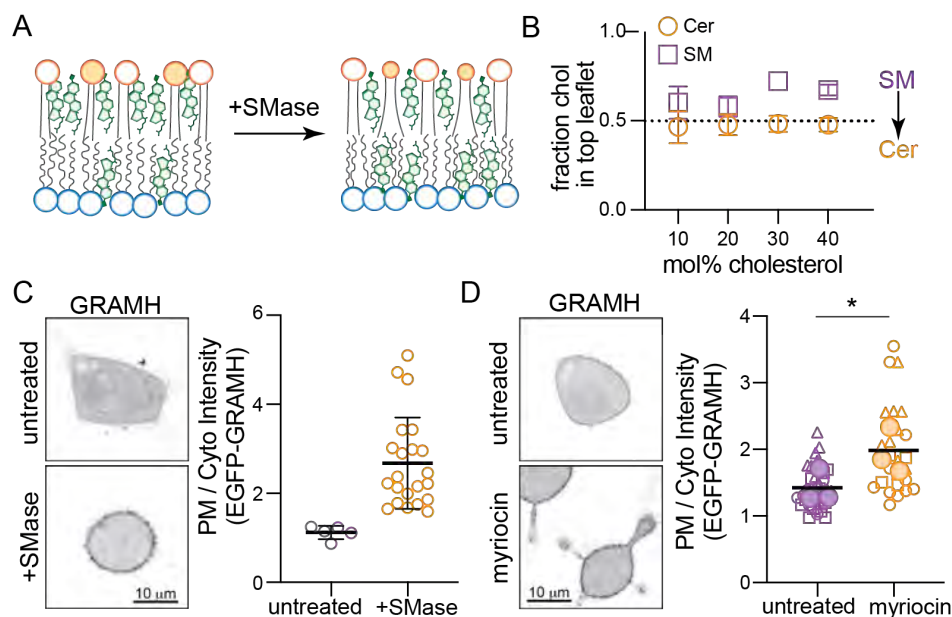 A
+SMase
B
Cer
SM
1.0
0.5
0.0
fraction chol
in top leaflet
10
20
30
40
mol% cholesterol
SM
Cer
C
GRAMH
untreated
+SMase
10 µm
PM / Cyto Intensity
(EGFP-GRAMH)
6
4
2
0
untreated
+SMase
D
GRAMH
untreated
myriocin
10 µm
PM / Cyto Intensity
(EGFP-GRAMH)
4
3
2
1
0
*
untreated
myriocin